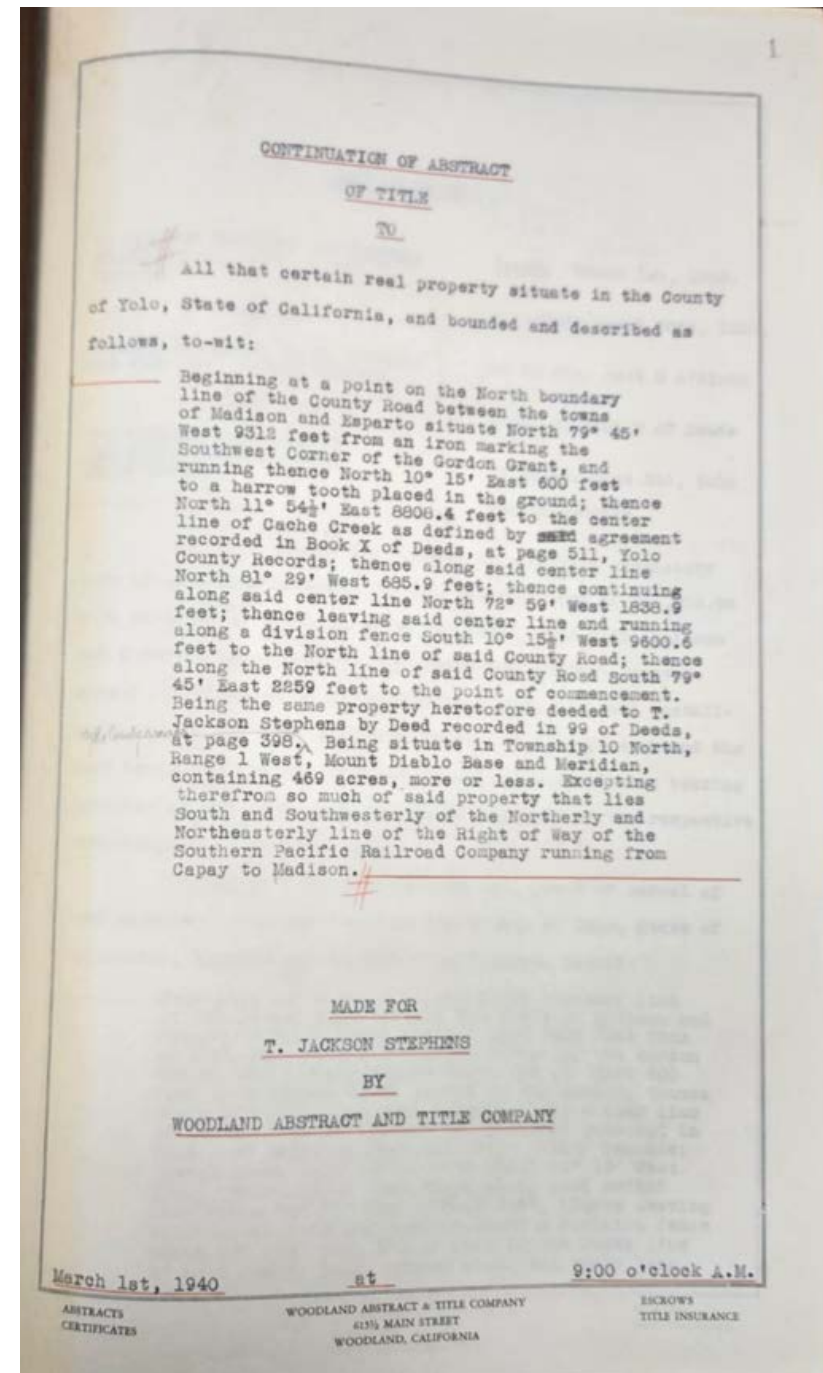 1
CONTINUATION OF ABSTRACT
OF TITLE
TO
All that certain real property situate in the County
of Yolo, State of California, and bounded and described as
follows, to-wit:
Beginning at a point on the North boundary
line of the County Road between the towns
of Madison and Esparto situate North 79° 45'
West 9312 feet from an iron marking the
Southwest Corner of the Gordon Grant, and
running thence North 10° 15' East 600 feet
to a harrow tooth placed in the ground; thence
North 11° 54½' East 8808.4 feet to the center
line of Cache Creek as defined by agreement
recorded in Book X of Deeds, at page 511, Yolo
County Records; thence along said center line
North 81° 29' West 685.9 feet; thence continuing
along said center line North 72° 59' West 1838.9
feet; thence leaving said center line and running
along a division fence South 10° 15½' West 9600.6
feet to the North line of said County Road; thence
along the North line of said County Road South 79°
45' East 2259 feet to the point of commencement.
Being the same property heretofore deeded to T.
Jackson Stephens by Deed recorded in 99 of Deeds,
at page 398. Being situate in Township 10 North,
Range 1 West, Mount Diablo Base and Meridian,
containing 469 acres, more or less. Excepting
therefrom so much of said property that lies
South and Southwesterly of the Northerly and
Northeasterly line of the Right of Way of the
Southern Pacific Railroad Company running from
Capay to Madison.
MADE FOR
T. JACKSON STEPHENS
BY
WOODLAND ABSTRACT AND TITLE COMPANY
March 1st, 1940 at 9:00 o'clock A.M.
ABSTRACTS
CERTIFICATES
WOODLAND ABSTRACT & TITLE COMPANY
615½ MAIN STREET
WOODLAND, CALIFORNIA
ESCROWS
TITLE INSURANCE